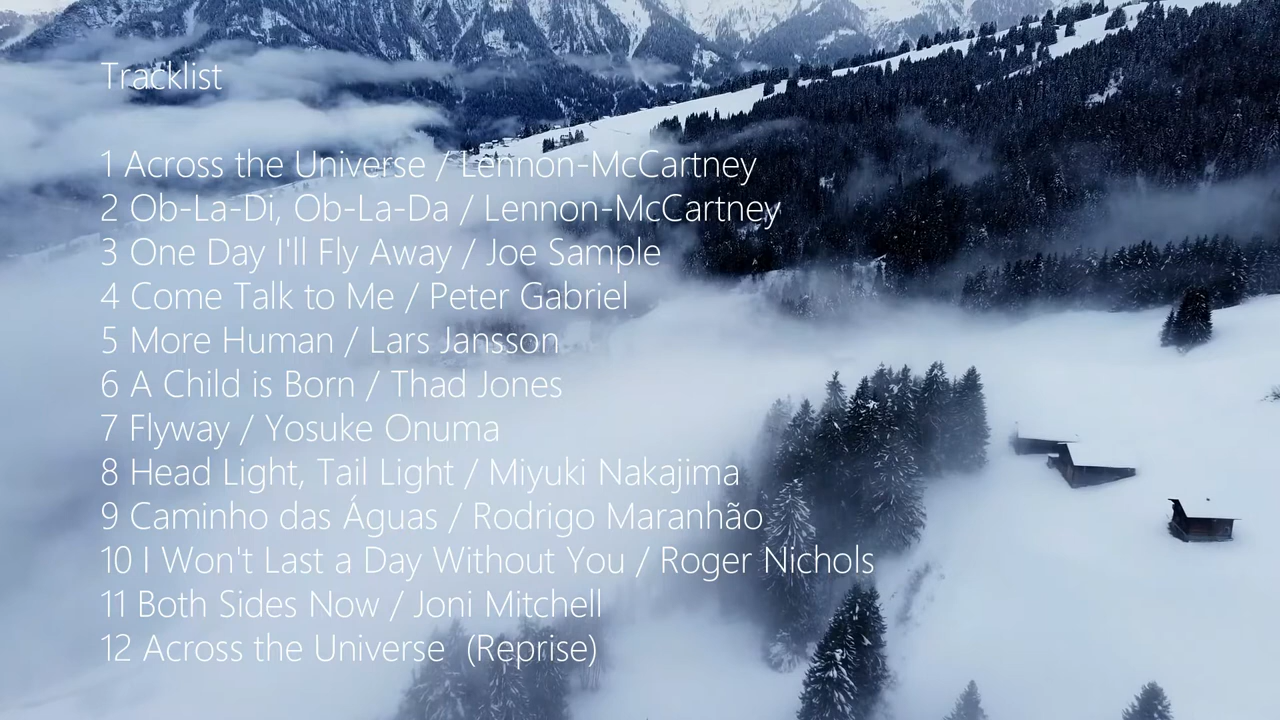 Tracklist
1 Across the Universe / Lennon-McCartney
2 Ob-La-Di, Ob-La-Da / Lennon-McCartney
3 One Day I'll Fly Away / Joe Sample
4 Come Talk to Me / Peter Gabriel
5 More Human / Lars Jansson
6 A Child is Born / Thad Jones
7 Flyway / Yosuke Onuma
8 Head Light, Tail Light / Miyuki Nakajima
9 Caminho das Águas / Rodrigo Maranhão
10 I Won't Last a Day Without You / Roger Nichols
11 Both Sides Now / Joni Mitchell
12 Across the Universe  (Reprise)